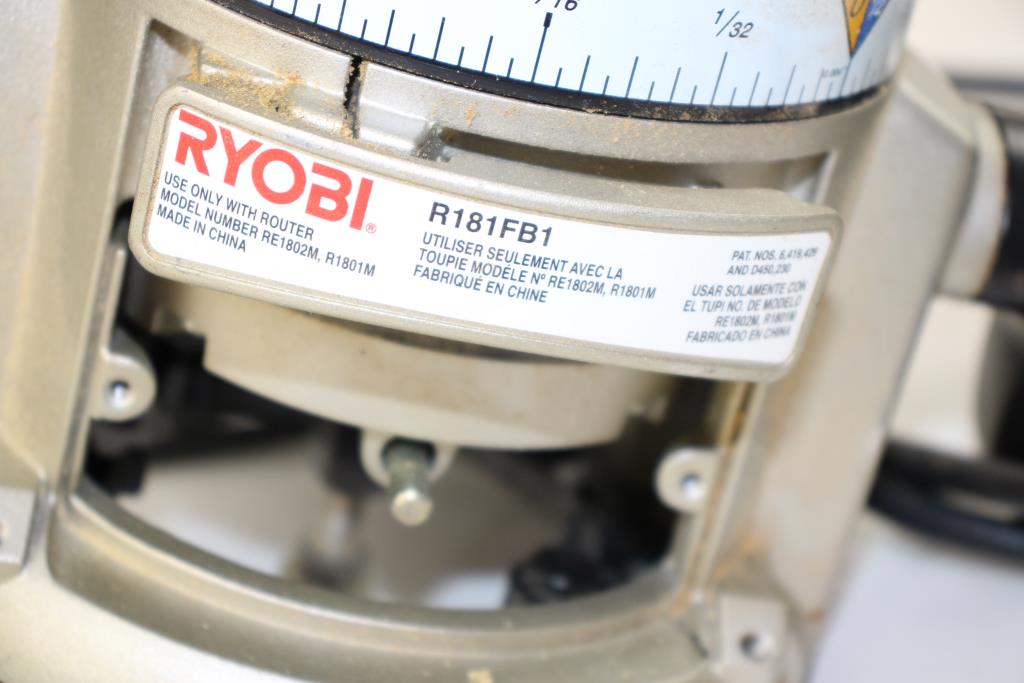 1/16
1/32
RYOBI®
USE ONLY WITH ROUTER
MODEL NUMBER RE1802M, R1801M
MADE IN CHINA
R181FB1
UTILISER SEULEMENT AVEC LA
TOUPIE MODÉLE Nº RE1802M, R1801M
FABRIQUÉ EN CHINE
PAT. NOS. 6,419,429
AND D450,230
USAR SOLAMENTE CON
EL TUPI NO. DE MODELO
RE1802M, R1801M
FABRICADO EN CHINA